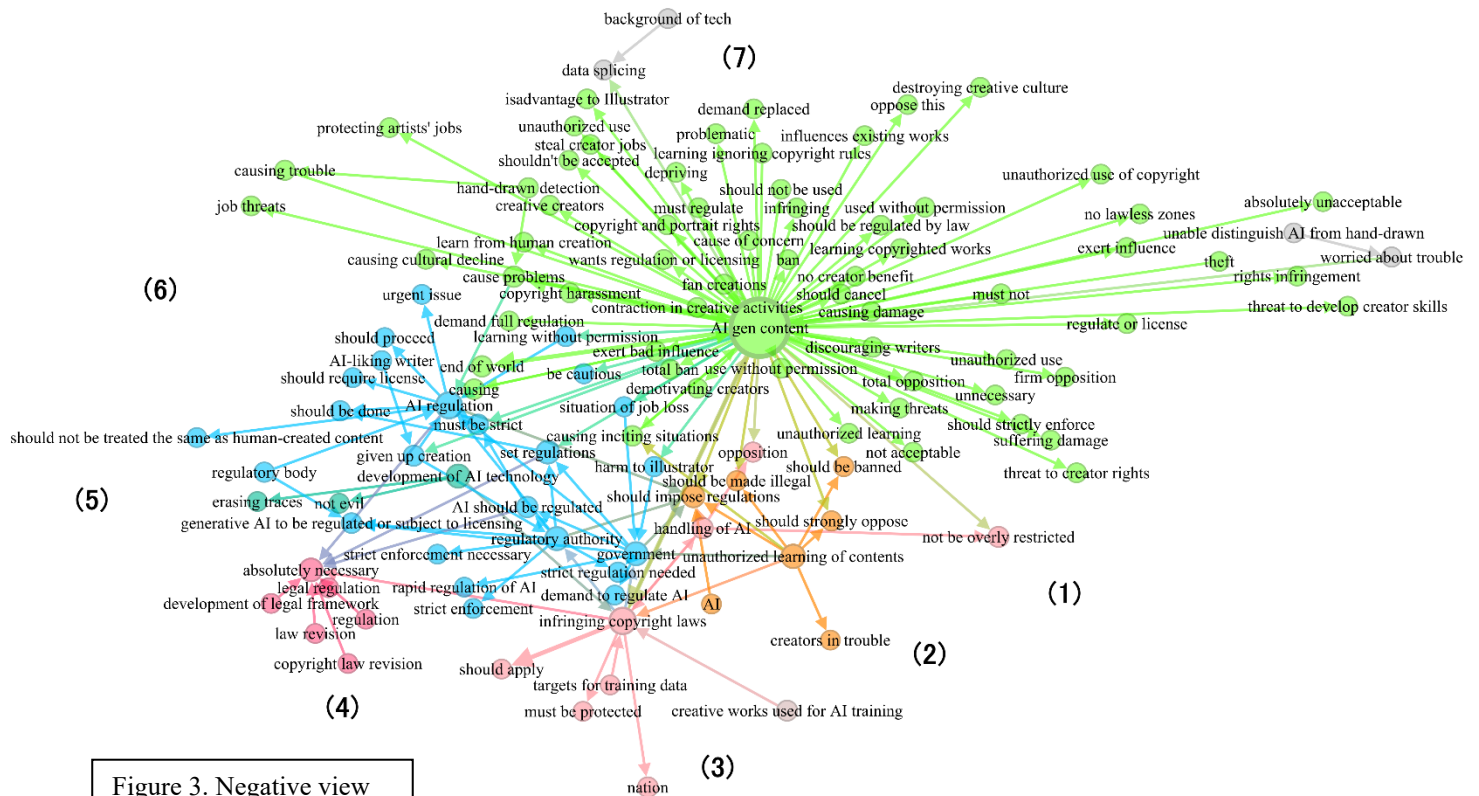 background of tech
(7)
data splicing
destroying creative culture
isadvantage to Illustrator
demand replaced
oppose this
protecting artists' jobs
unauthorized use
problematic
influences existing works
steal creator jobs
learning ignoring copyright rules
shouldn't be accepted
causing trouble
depriving
unauthorized use of copyright
hand-drawn detection
should not be used
job threats
creative creators
must regulate
infringing
used without permission
no lawless zones
absolutely unacceptable
copyright and portrait rights
should be regulated by law
unable distinguish AI from hand-drawn
learn from human creation
cause of concern
learning copyrighted works
exert influence
causing cultural decline
wants regulation or licensing
ban
theft
worried about trouble
cause problems
no creator benefit
rights infringement
(6)
urgent issue
copyright harassment
fan creations
should cancel
must not
contraction in creative activities
causing damage
threat to develop creator skills
demand full regulation
AI gen content
regulate or license
should proceed
learning without permission
AI-liking writer
exert bad influence
discouraging writers
unauthorized use
should require license
end of world
be cautious
total ban
use without permission
firm opposition
causing
demotivating creators
total opposition
unnecessary
should be done
AI regulation
situation of job loss
making threats
must be strict
should strictly enforce
should not be treated the same as human-created content
causing inciting situations
unauthorized learning
suffering damage
given up creation
set regulations
opposition
not acceptable
regulatory body
harm to illustrator
should be banned
threat to creator rights
development of AI technology
should be made illegal
(5)
erasing traces
not evil
should impose regulations
AI should be regulated
generative AI to be regulated or subject to licensing
handling of AI
should strongly oppose
regulatory authority
not be overly restricted
strict enforcement necessary
government
unauthorized learning of contents
absolutely necessary
strict regulation needed
legal regulation
rapid regulation of AI
(1)
development of legal framework
demand to regulate AI
AI
regulation
strict enforcement
infringing copyright laws
law revision
creators in trouble
(2)
copyright law revision
should apply
targets for training data
(4)
must be protected
creative works used for AI training
(3)
Figure 3. Negative view
nation